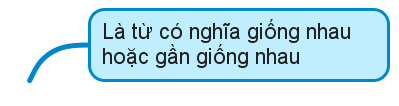 Là từ có nghĩa giống nhau
hoặc gần giống nhau